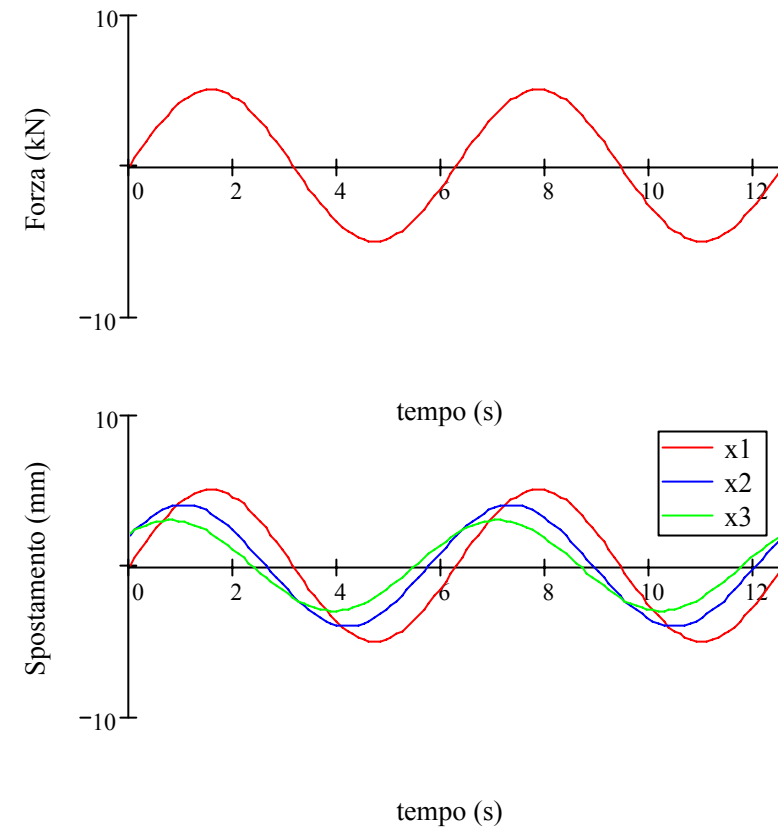 10
Forza (kN)
0 2 4 6 8 10 12
−10
tempo (s)
10
x1
x2
x3
Spostamento (mm)
0 2 4 6 8 10 12
−10
tempo (s)